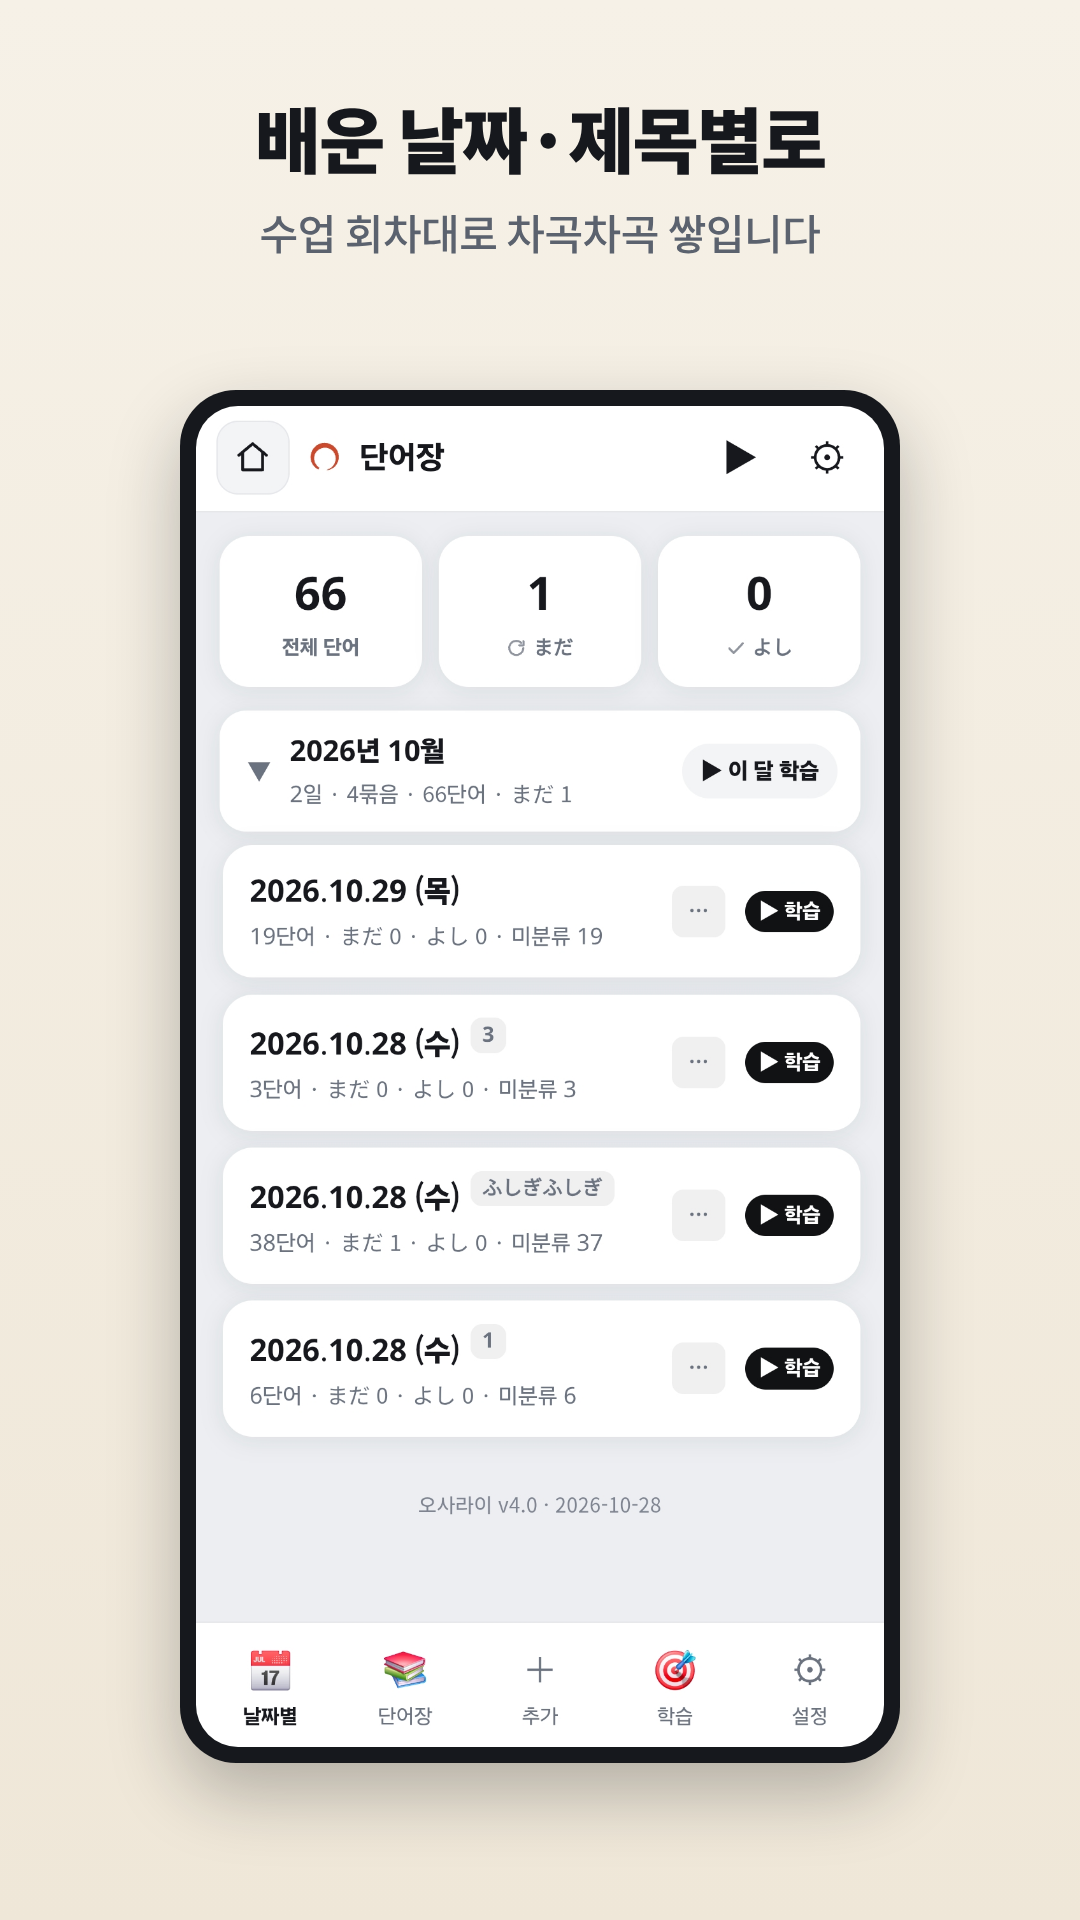 배운 날짜·제목별로
수업 회차대로 차곡차곡 쌓입니다
단어장
66
전체 단어
1
まだ
0
よし
2026년 10월
2일 · 4묶음 · 66단어 · まだ 1
▶ 이 달 학습
2026.10.29 (목)
19단어 · まだ 0 · よし 0 · 미분류 19
...
▶ 학습
2026.10.28 (수) 3
3단어 · まだ 0 · よし 0 · 미분류 3
...
▶ 학습
2026.10.28 (수) ふしぎふしぎ
38단어 · まだ 1 · よし 0 · 미분류 37
...
▶ 학습
2026.10.28 (수) 1
6단어 · まだ 0 · よし 0 · 미분류 6
...
▶ 학습
오사라이 v4.0 · 2026-10-28
JUL
17
날짜별
단어장
추가
학습
설정